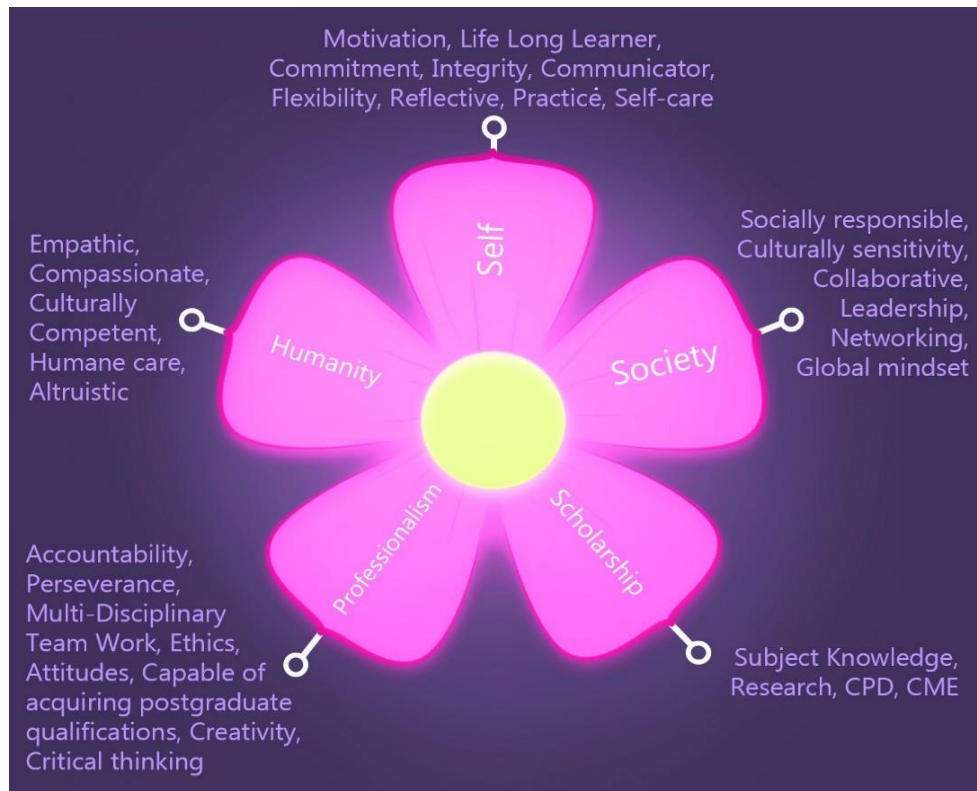 Motivation, Life Long Learner,
Commitment, Integrity, Communicator,
Flexibility, Reflective, Practice, Self-care
Self
Socially responsible,
Culturally sensitivity,
Collaborative,
Leadership,
Networking,
Global mindset
Society
Empathic,
Compassionate,
Culturally
Competent,
Humane care,
Altruistic
Humanity
Professionalism
Scholarship
Accountability,
Perseverance,
Multi-Disciplinary
Team Work, Ethics,
Attitudes, Capable of
acquiring postgraduate
qualifications, Creativity,
Critical thinking
Subject Knowledge,
Research, CPD, CME